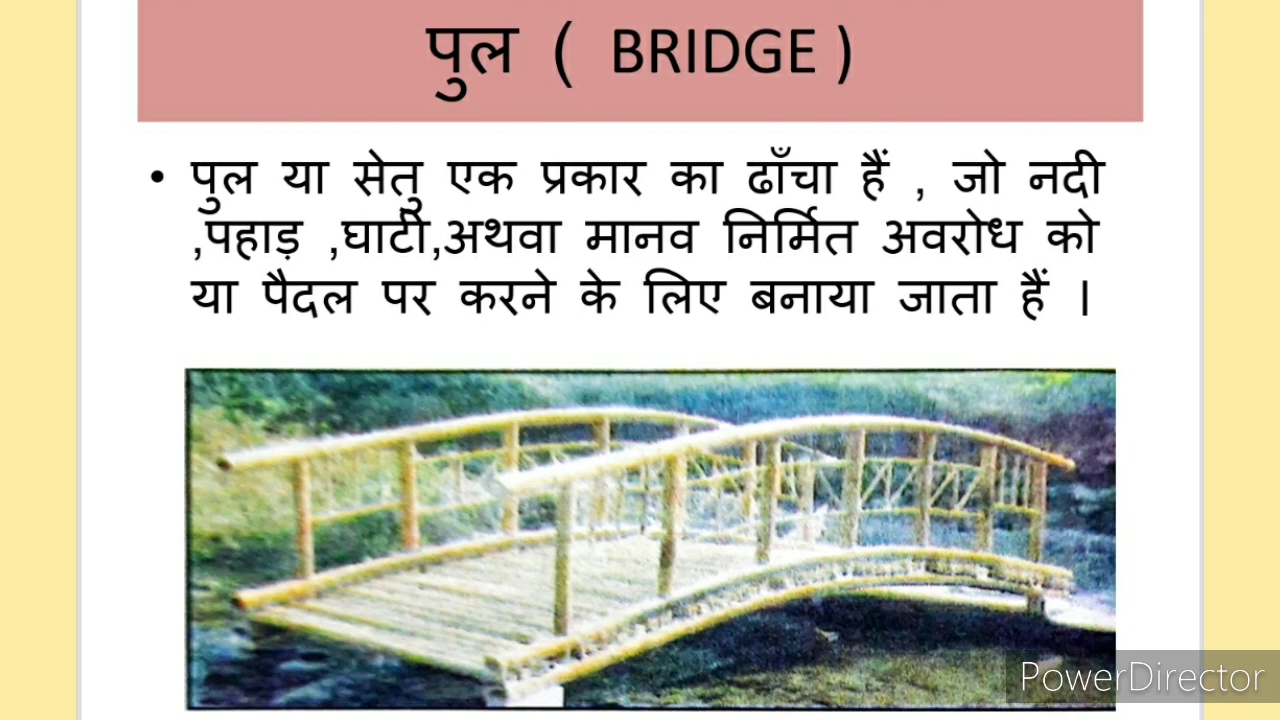 पुल ( BRIDGE )
• पुल या सेतु एक प्रकार का ढाँचा हैं , जो नदी
,पहाड़ ,घाटी,अथवा मानव निर्मित अवरोध को
या पैदल पर करने के लिए बनाया जाता हैं ।
PowerDirector